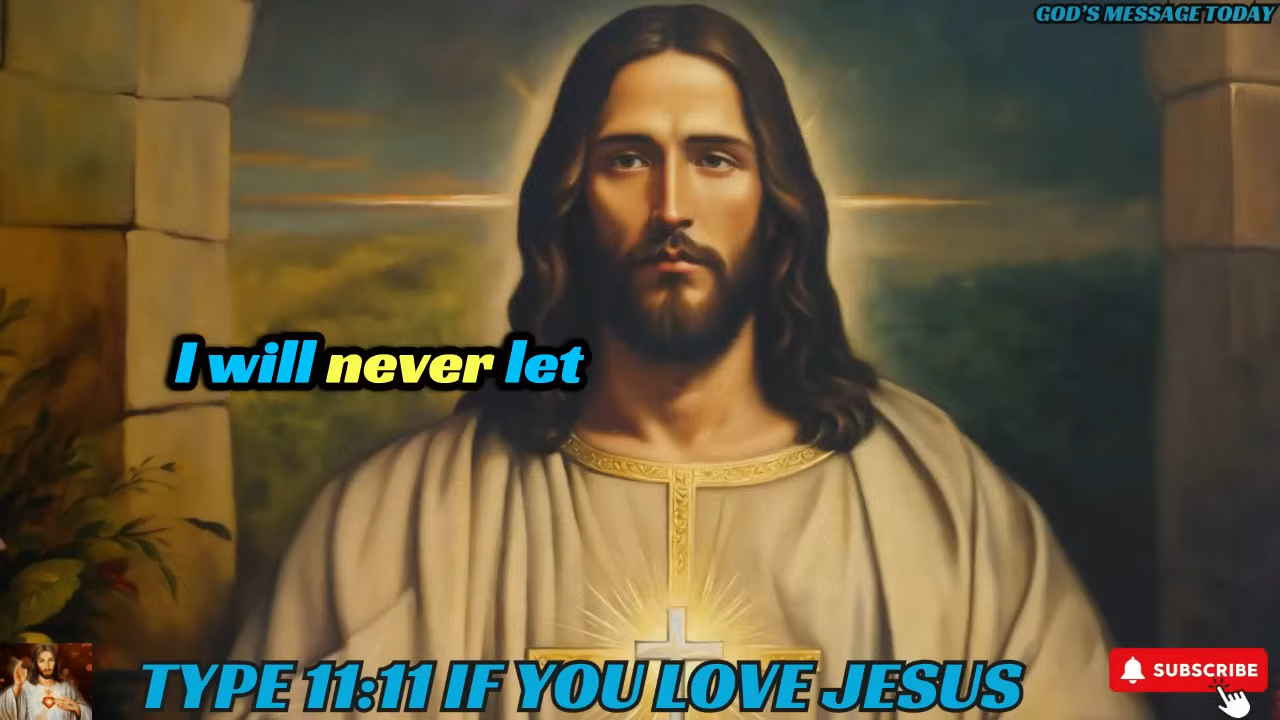 GOD'S MESSAGE TODAY
I will never let
TYPE 11:11 IF YOU LOVE JESUS
SUBSCRIBE